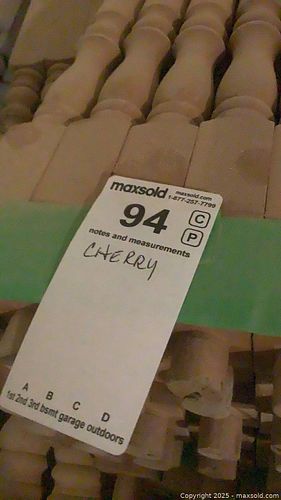 maxsold maxsold.com
1-877-257-7799
94 C
P
notes and measurements
CHERRY
A B C D
1st 2nd 3rd bsmt garage outdoors
Copyright 2025 - maxsold.com